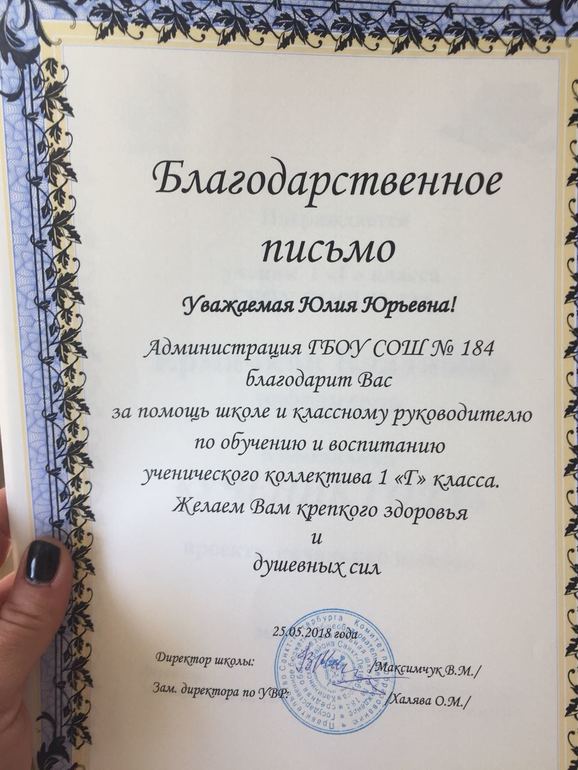 Благодарственное
письмо
Уважаемая Юлия Юрьевна!
Администрация ГБОУ СОШ № 184
благодарит Вас
за помощь школе и классному руководителю
по обучению и воспитанию
ученического коллектива 1 «Г» класса.
Желаем Вам крепкого здоровья
и
душевных сил
25.05.2018 года
Директор школы: /Максимчук В.М./
Зам. директора по УВР: /Халява О.М./